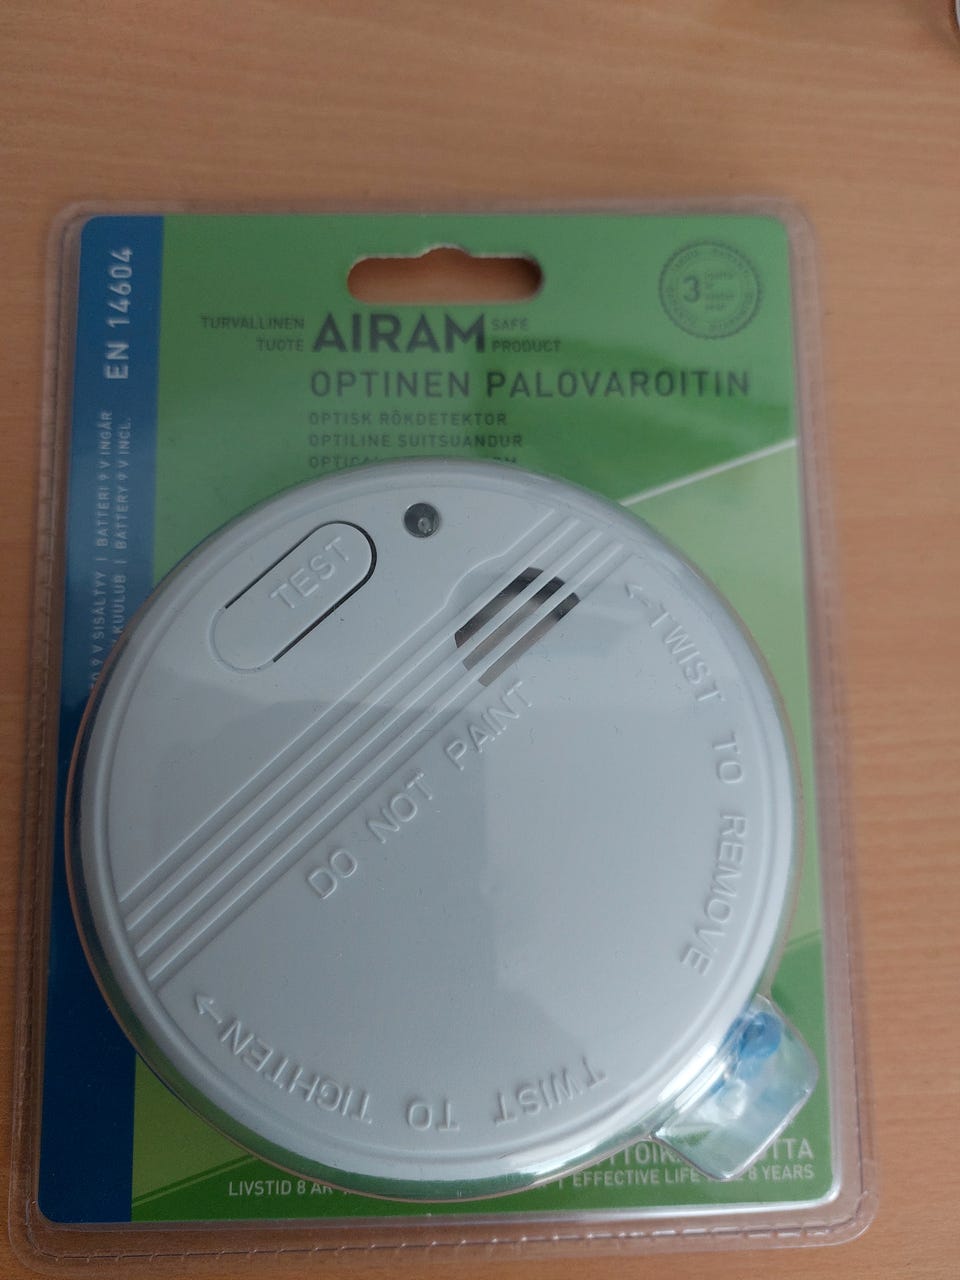 EN 14604
BATTERI 9 V INGÅR
BATTERY 9 V INCL.
9 V SISÄLTYY |
KUULUB |
3
TURVALLINEN
TUOTE
AIRAM
SAFE
PRODUCT
OPTINEN PALOVAROITIN
OPTISK RÖKDETEKTOR
OPTILINE SUITSUANDUR
TEST
DO NOT PAINT
TWIST TO REMOVE
TWIST TO TIGHTEN
LIVSTID 8 ÅR
| EFFECTIVE LIFE
8 YEARS